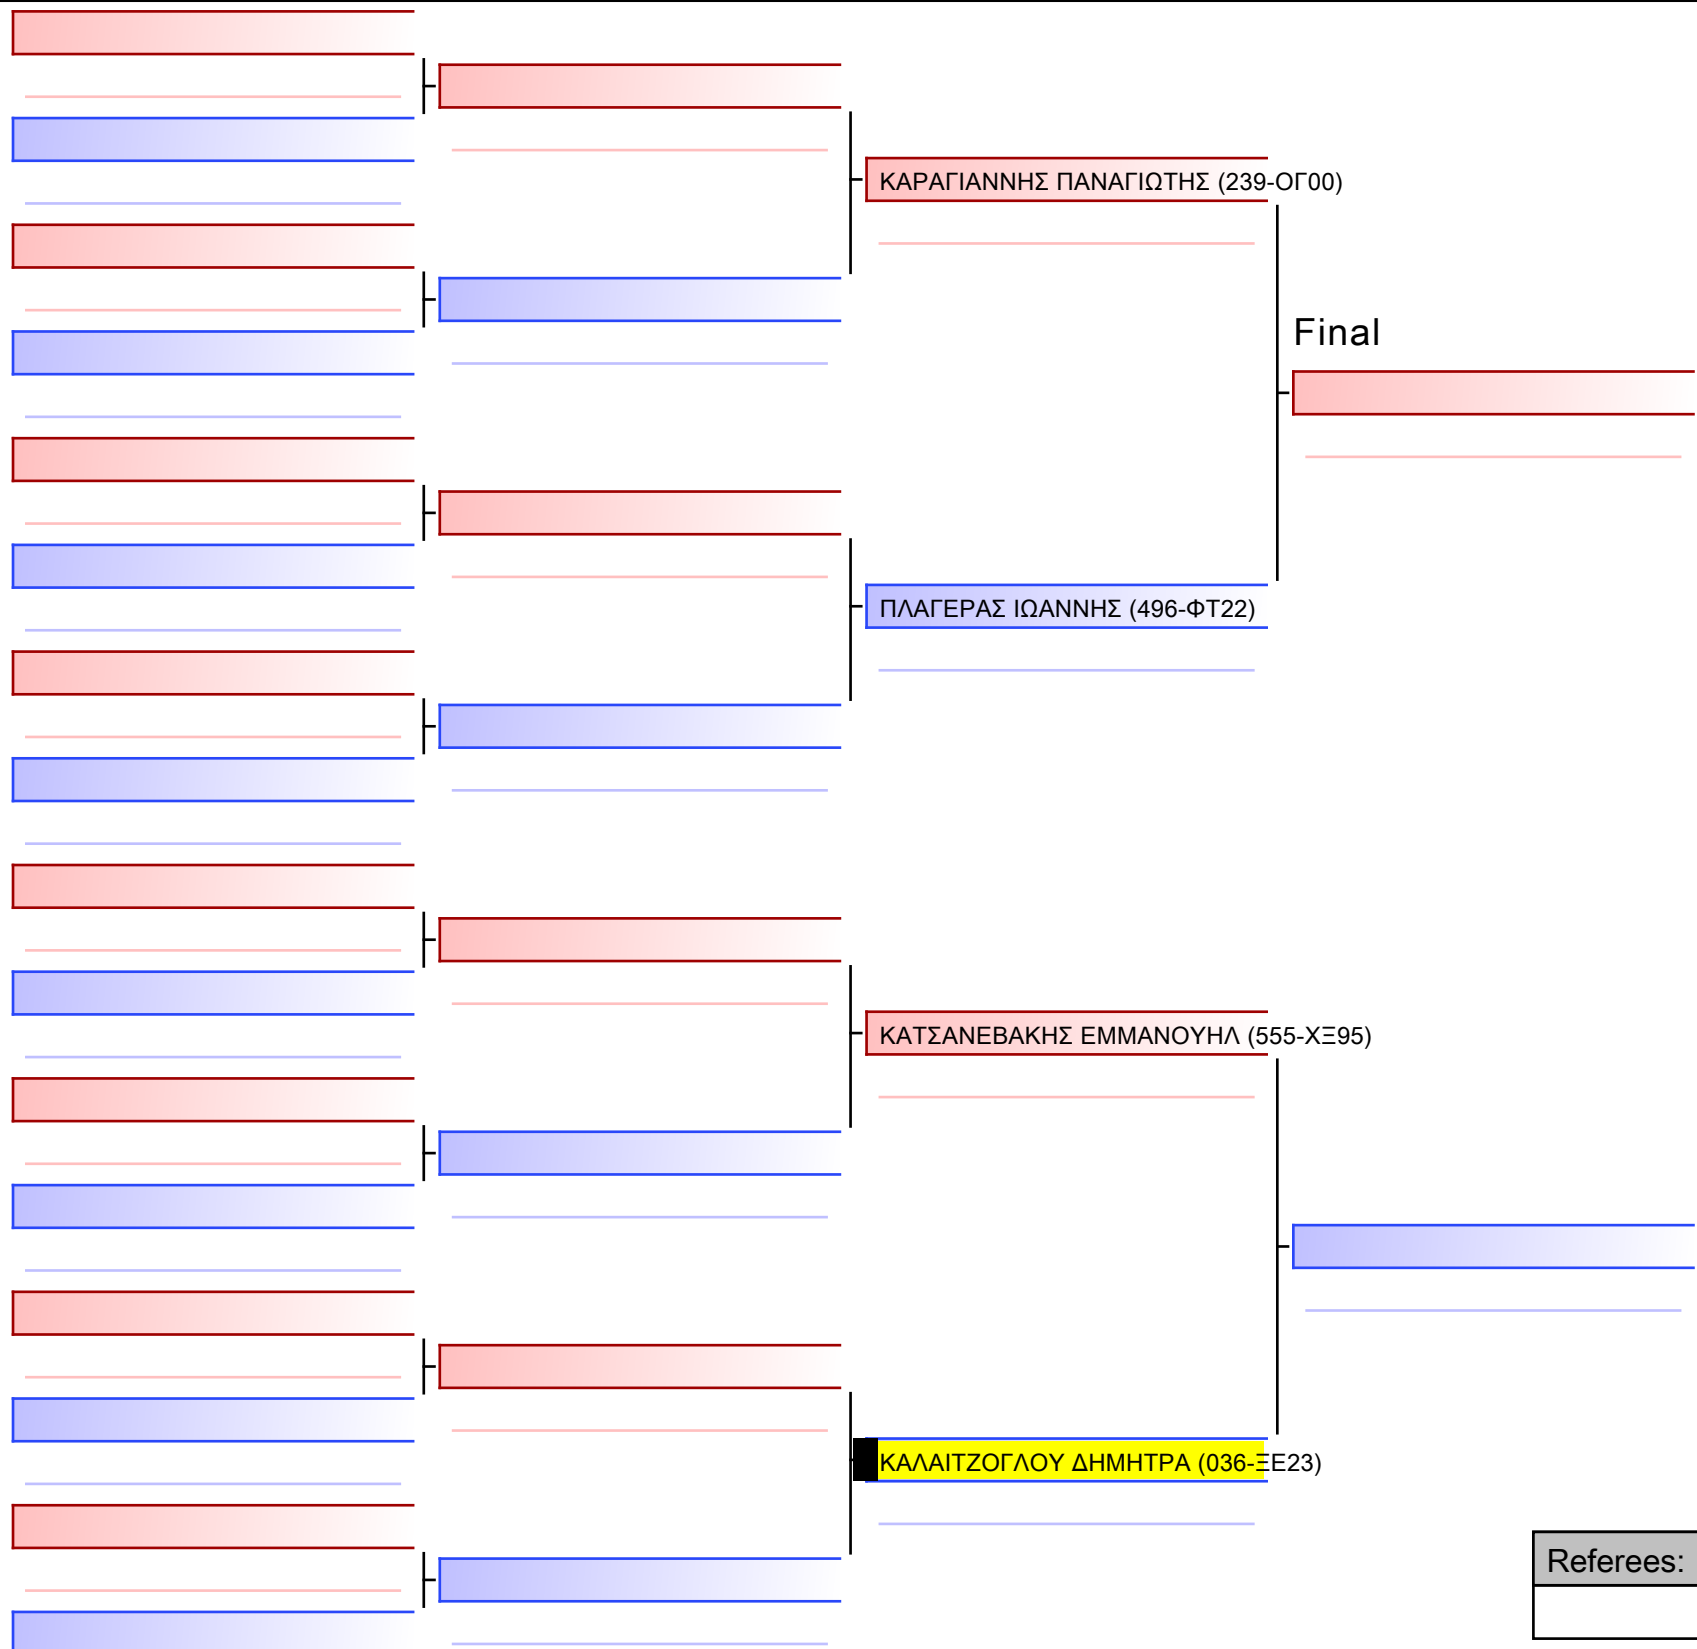 ΚΑΡΑΓΙΑΝΝΗΣ ΠΑΝΑΓΙΩΤΗΣ (239-ΟΓ00)
Final
ΠΛΑΓΕΡΑΣ ΙΩΑΝΝΗΣ (496-ΦΤ22)
ΚΑΤΣΑΝΕΒΑΚΗΣ ΕΜΜΑΝΟΥΗΛ (555-ΧΞ95)
ΚΑΛΑΙΤΖΟΓΛΟΥ ΔΗΜΗΤΡΑ (036-ΞΕ23)
Referees: